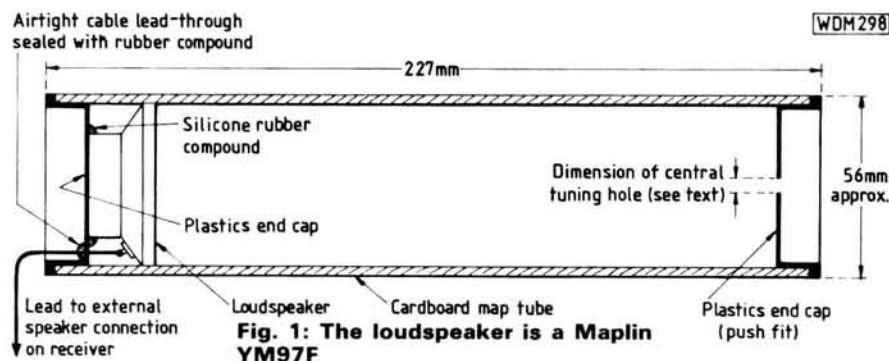 Airtight cable lead-through
sealed with rubber compound
WDM298
227mm
Silicone rubber
compound
Dimension of central
tuning hole (see text)
56mm
approx.
Plastics end cap
Lead to external
speaker connection
on receiver
Loudspeaker
Cardboard map tube
Plastics end cap
(push fit)
Fig. 1: The loudspeaker is a Maplin
YM97F